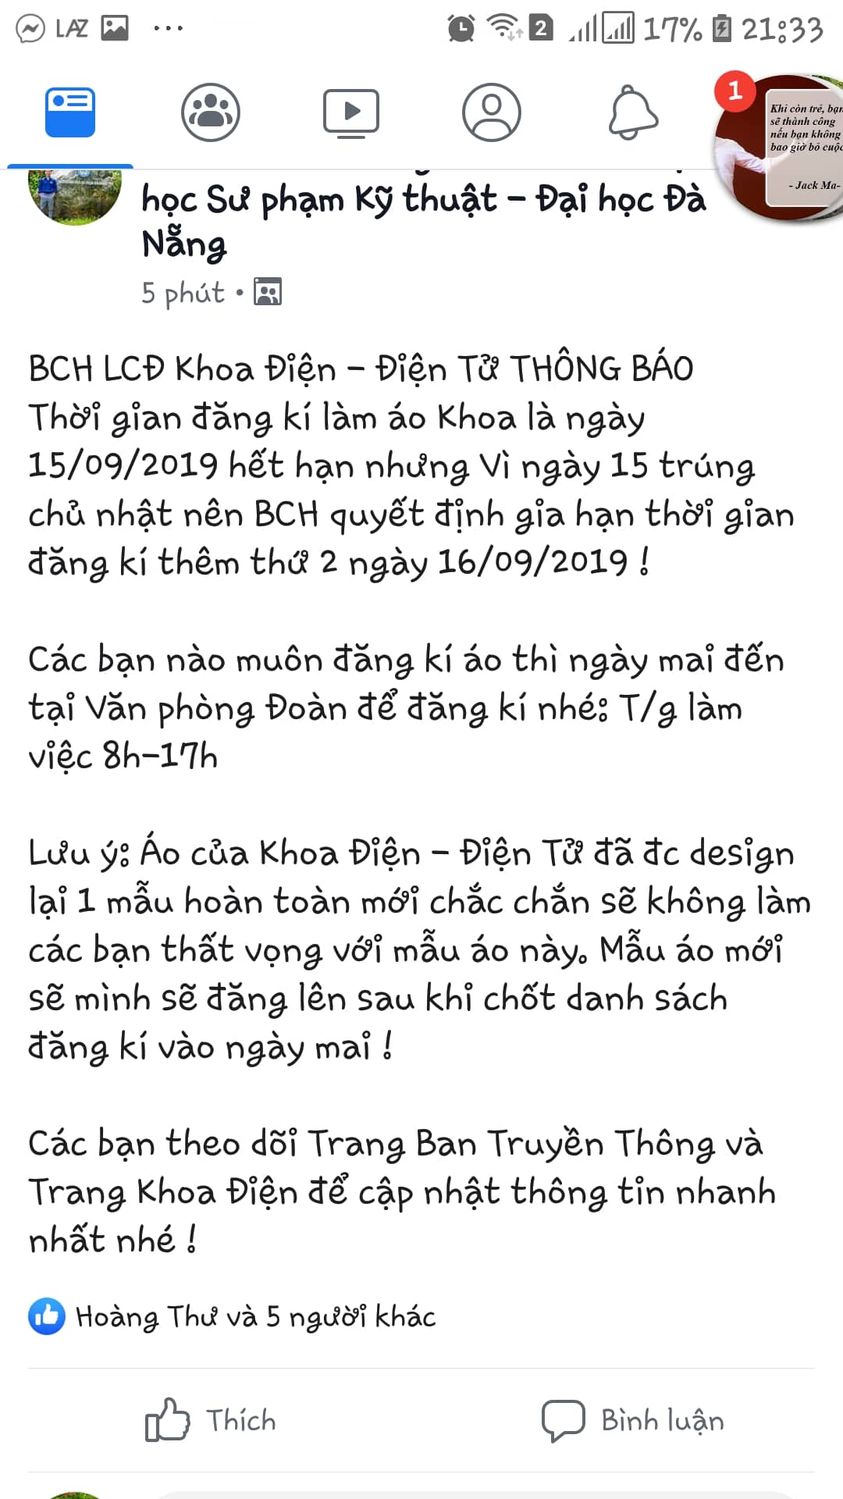 LAZ
2
17%
21:33
1
Khi còn trẻ, bạn
sẽ thành công
nếu bạn không
bao giờ bỏ cuộc
- Jack Ma-
học Sư phạm Kỹ thuật – Đại học Đà
Nẵng
5 phút •
BCH LCĐ Khoa Điện – Điện Tử THÔNG BÁO
Thời gian đăng kí làm áo Khoa là ngày
15/09/2019 hết hạn nhưng Vì ngày 15 trúng
chủ nhật nên BCH quyết định gia hạn thời gian
đăng kí thêm thứ 2 ngày 16/09/2019 !
Các bạn nào muôn đăng kí áo thì ngày mai đến
tại Văn phòng Đoàn để đăng kí nhé: T/g làm
việc 8h–17h
Lưu ý: Áo của Khoa Điện – Điện Tử đã đc design
lại 1 mẫu hoàn toàn mới chắc chắn sẽ không làm
các bạn thất vọng với mẫu áo này. Mẫu áo mới
sẽ mình sẽ đăng lên sau khi chốt danh sách
đăng kí vào ngày mai !
Các bạn theo dõi Trang Ban Truyền Thông và
Trang Khoa Điện để cập nhật thông tin nhanh
nhất nhé !
Hoàng Thư và 5 người khác
Thích
Bình luận